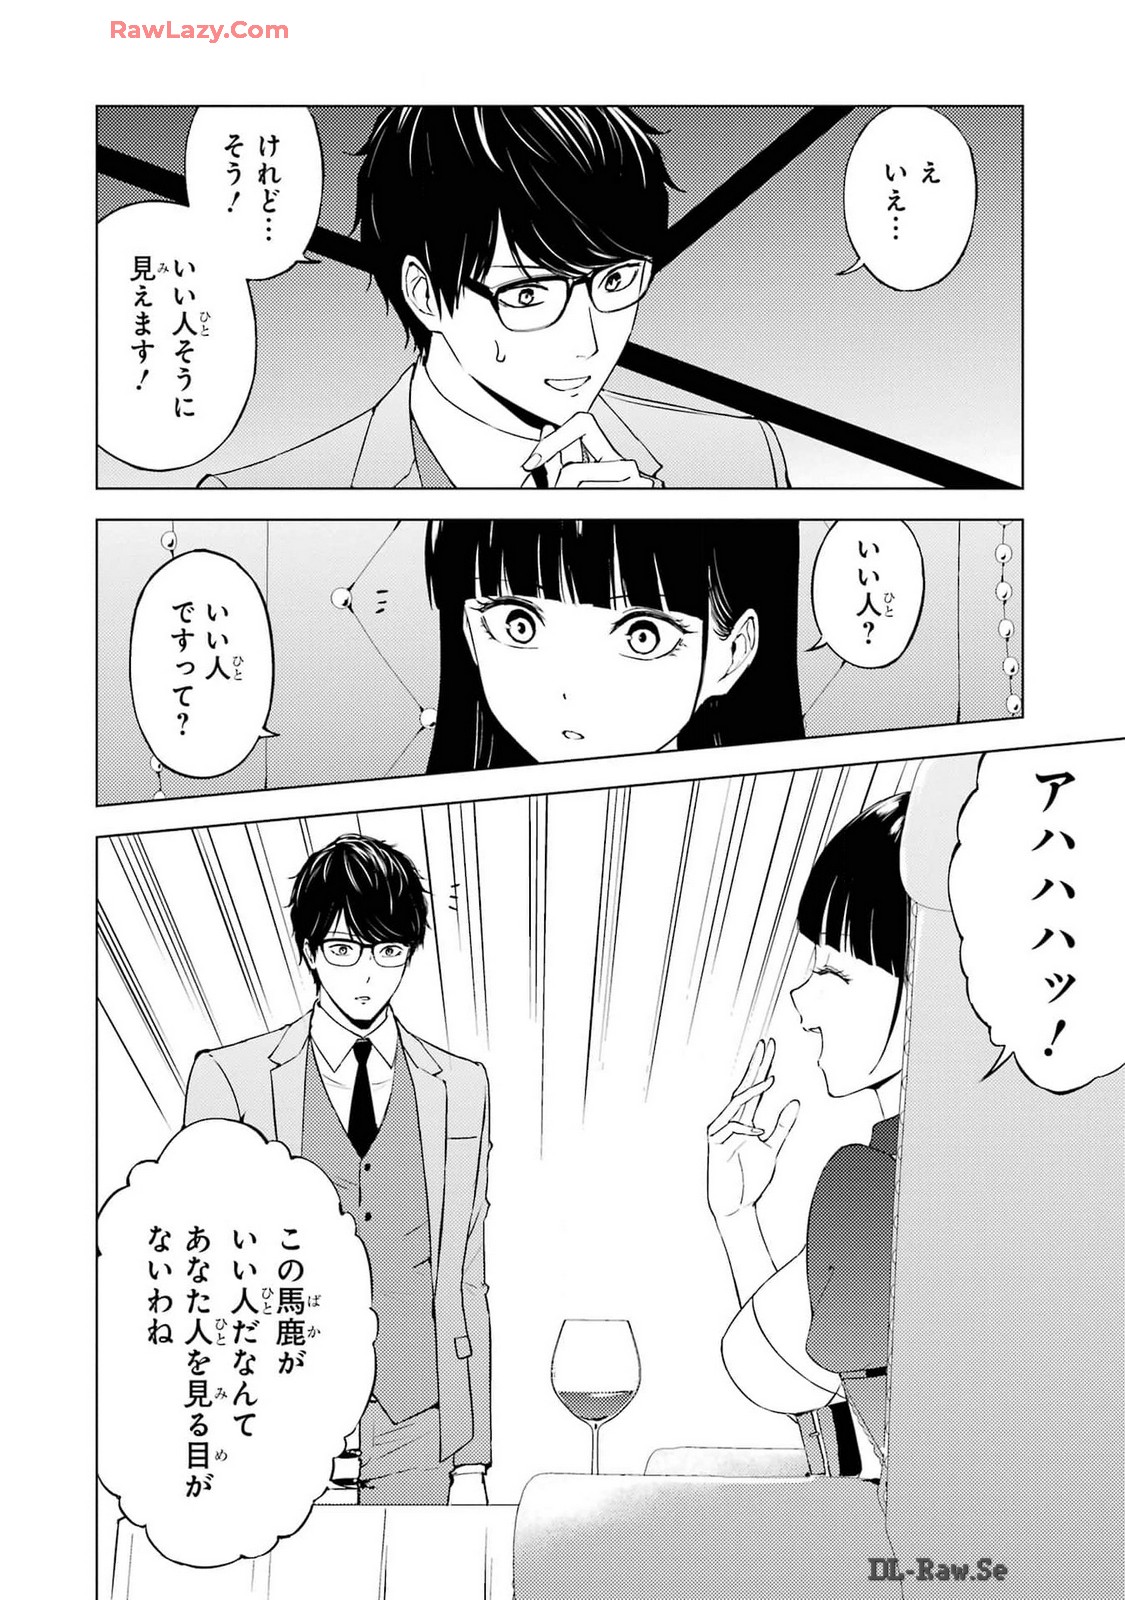 RawLazy.Com
え
いえ…
けれど…
そう！
いい人そうに
見えます！
いい人？
いい人
ですって？
アハハハッ！
この馬鹿が
いい人だなんて
あなた人を見る目が
ないわね
DL-Raw.Se